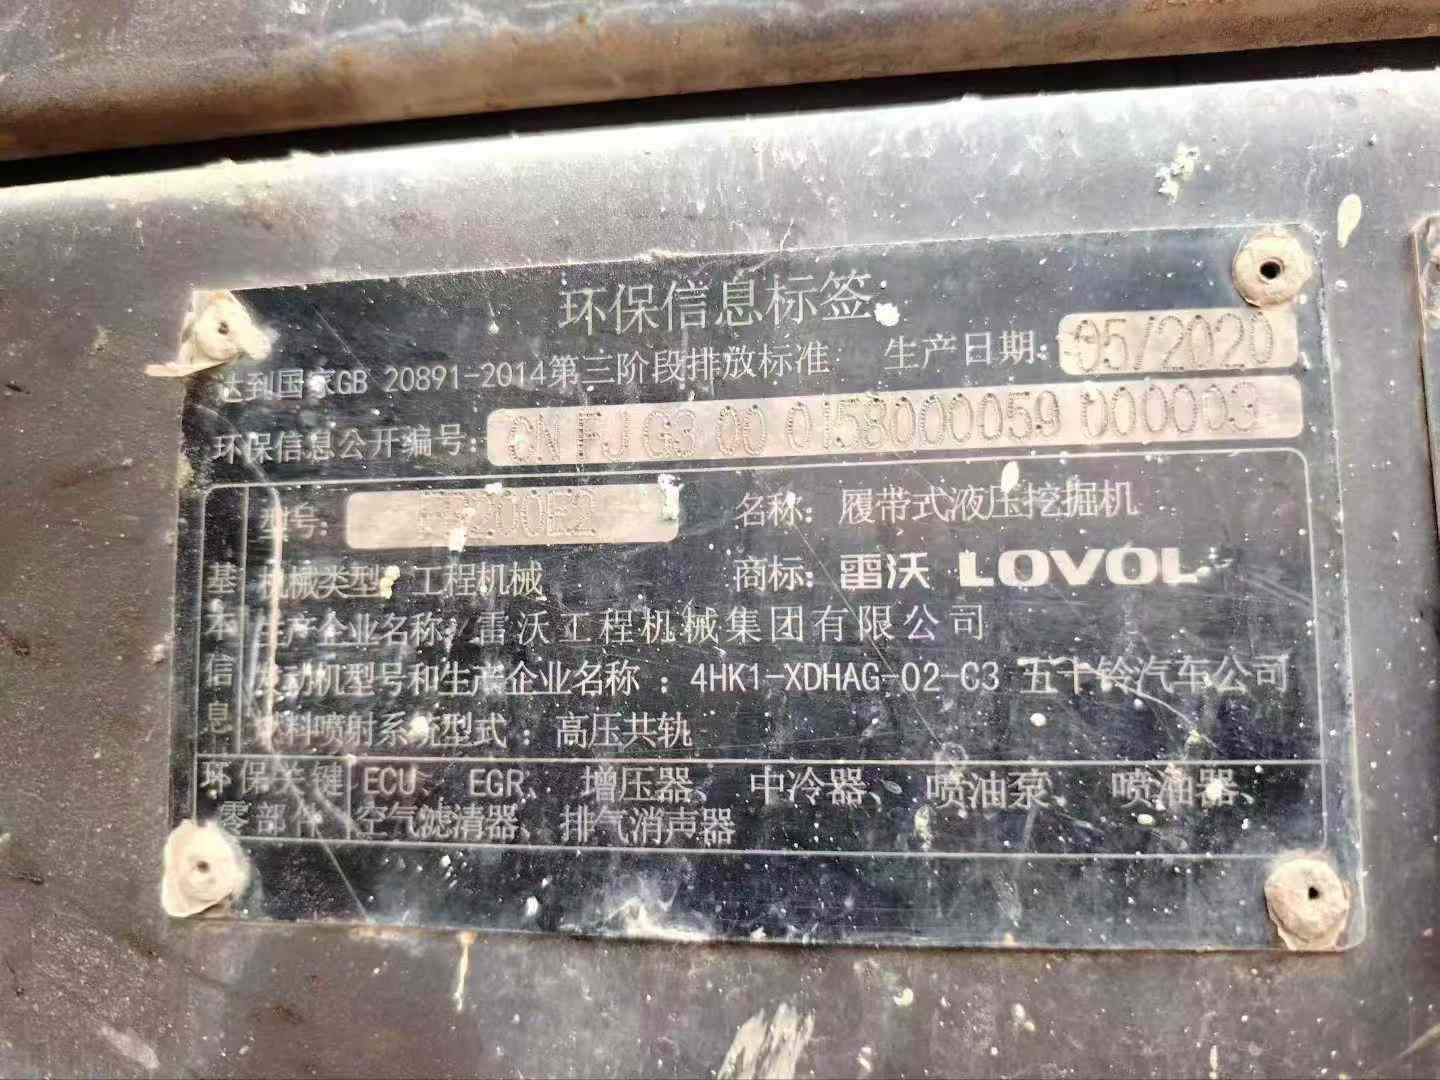 环保信息标签
达到国家GB 20891-2014第三阶段排放标准 生产日期: 05/2020
环保信息公开编号: CN FJ G3 00 0158000059 000003
基本信息
型号: 200E2 名称: 履带式液压挖掘机
机械类型: 工程机械 商标: 雷沃 LOVOL
生产企业名称: 雷沃工程机械集团有限公司
发动机型号和生产企业名称: 4HK1-XDHAG-02-C3 五十铃汽车公司
燃料喷射系统型式: 高压共轨
环保关键 ECU、 EGR、 增压器、 中冷器、 喷油泵、 喷油器、
零部件 空气滤清器、 排气消声器